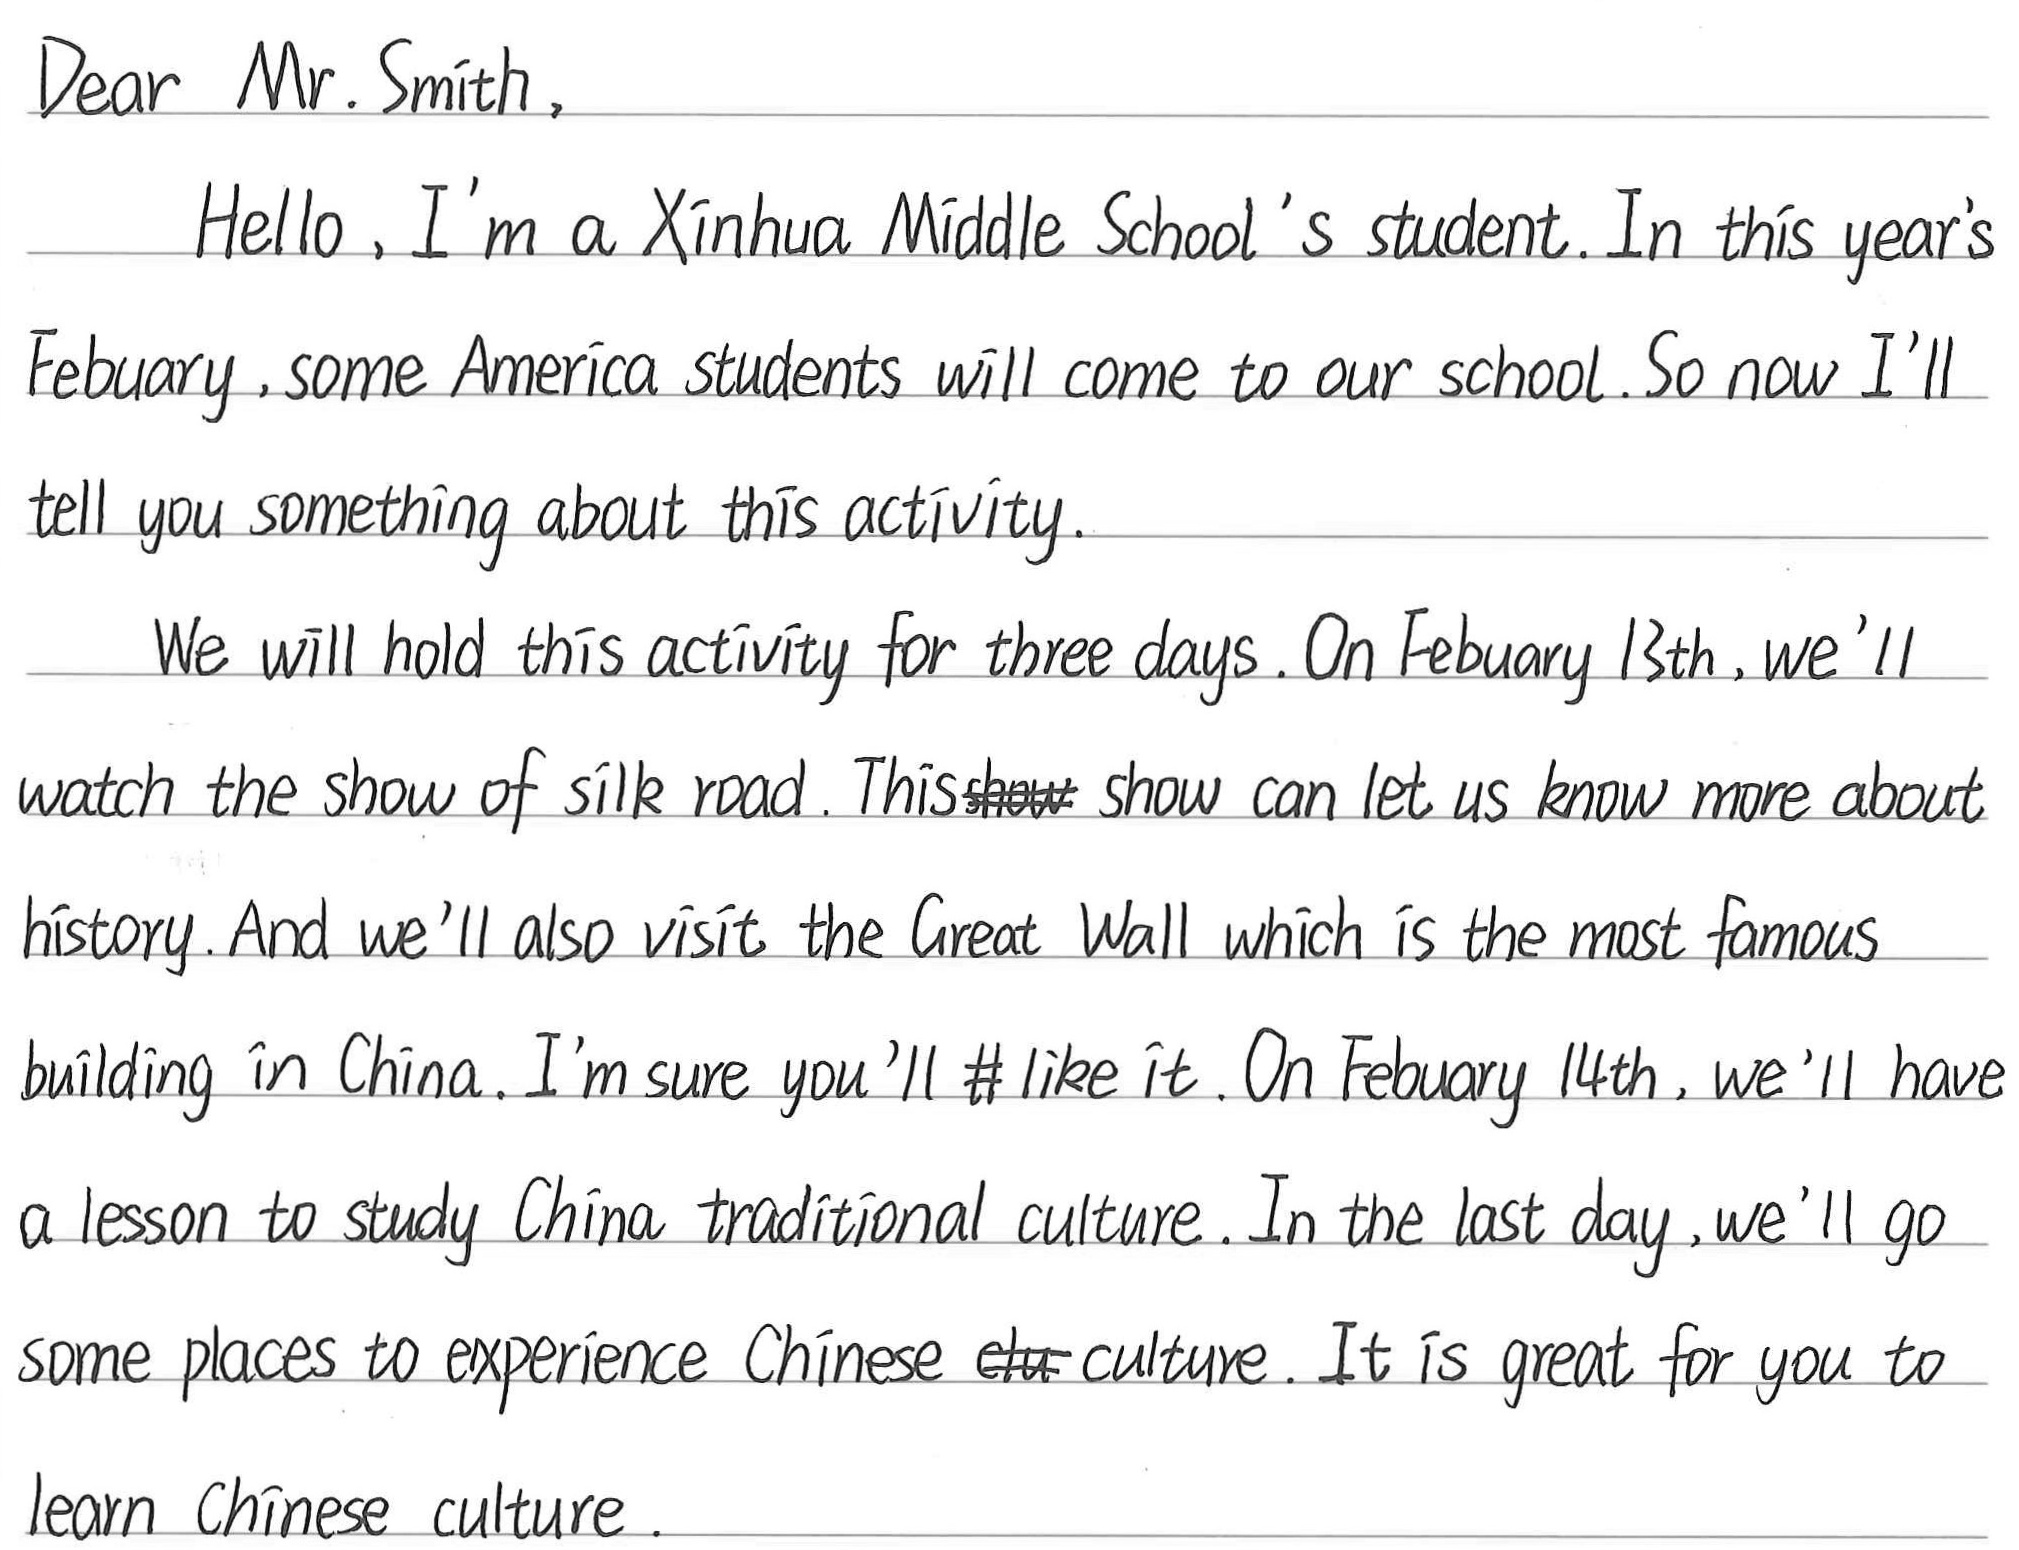 Dear Mr. Smith,
Hello, I'm a Xinhua Middle School's student. In this year's
Febuary, some America students will come to our school. So now I'll
tell you something about this activity.
We will hold this activity for three days. On Febuary 13th, we'll
watch the show of silk road. This show show can let us know more about
history. And we'll also visit the Great Wall which is the most famous
building in China. I'm sure you'll like it. On Febuary 14th, we'll have
a lesson to study China traditional culture. In the last day, we'll go
some places to experience Chinese culture. It is great for you to
learn Chinese culture.